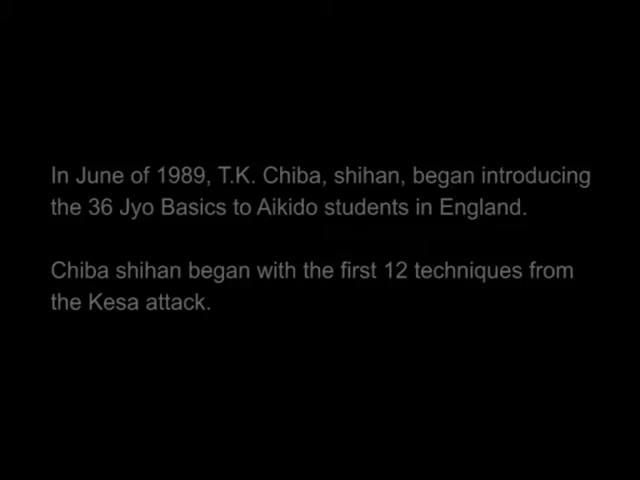 In June of 1989, T.K. Chiba, shihan, began introducing
the 36 Jyo Basics to Aikido students in England.
Chiba shihan began with the first 12 techniques from
the Kesa attack.